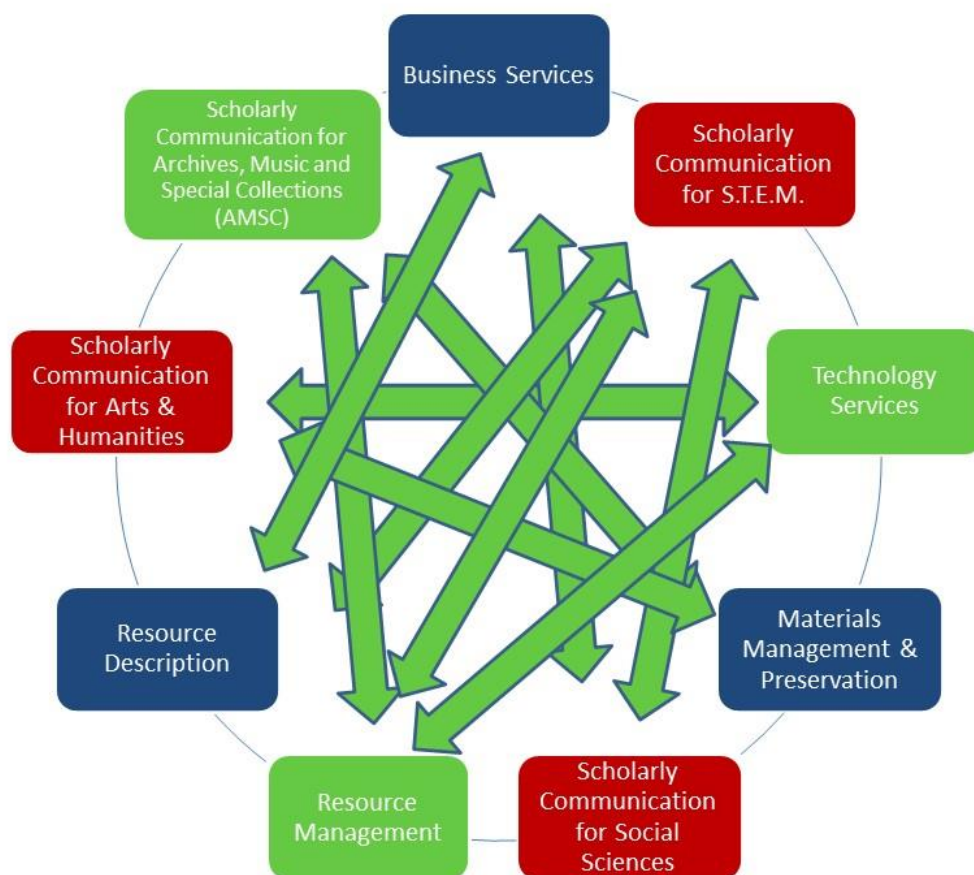 Business Services
Scholarly
Communication
for S.T.E.M.
Technology
Services
Materials
Management &
Preservation
Scholarly
Communication
for Social
Sciences
Resource
Management
Resource
Description
Scholarly
Communication
for Arts &
Humanities
Scholarly
Communication for
Archives, Music and
Special Collections
(AMSC)